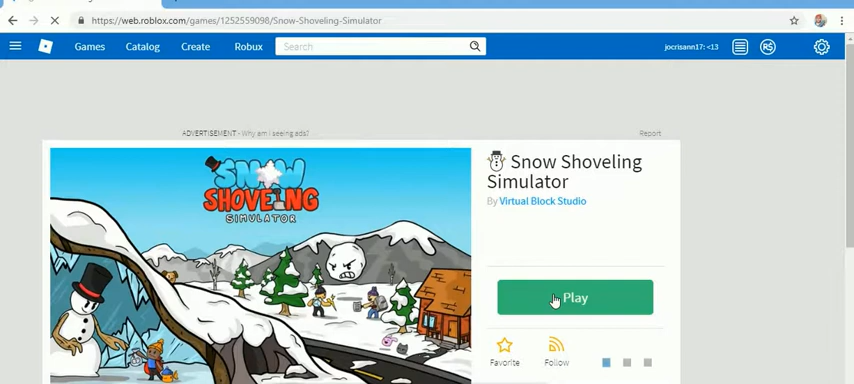 https://web.roblox.com/games/1252559098/Snow-Shoveling-Simulator
Games
Catalog
Create
Robux
Search
jocrisann17: <13
R$
ADVERTISEMENT - Why am I seeing ads?
Report
SNOW
SHOVELING
SIMULATOR
Snow Shoveling
Simulator
By Virtual Block Studio
Play
Favorite
Follow